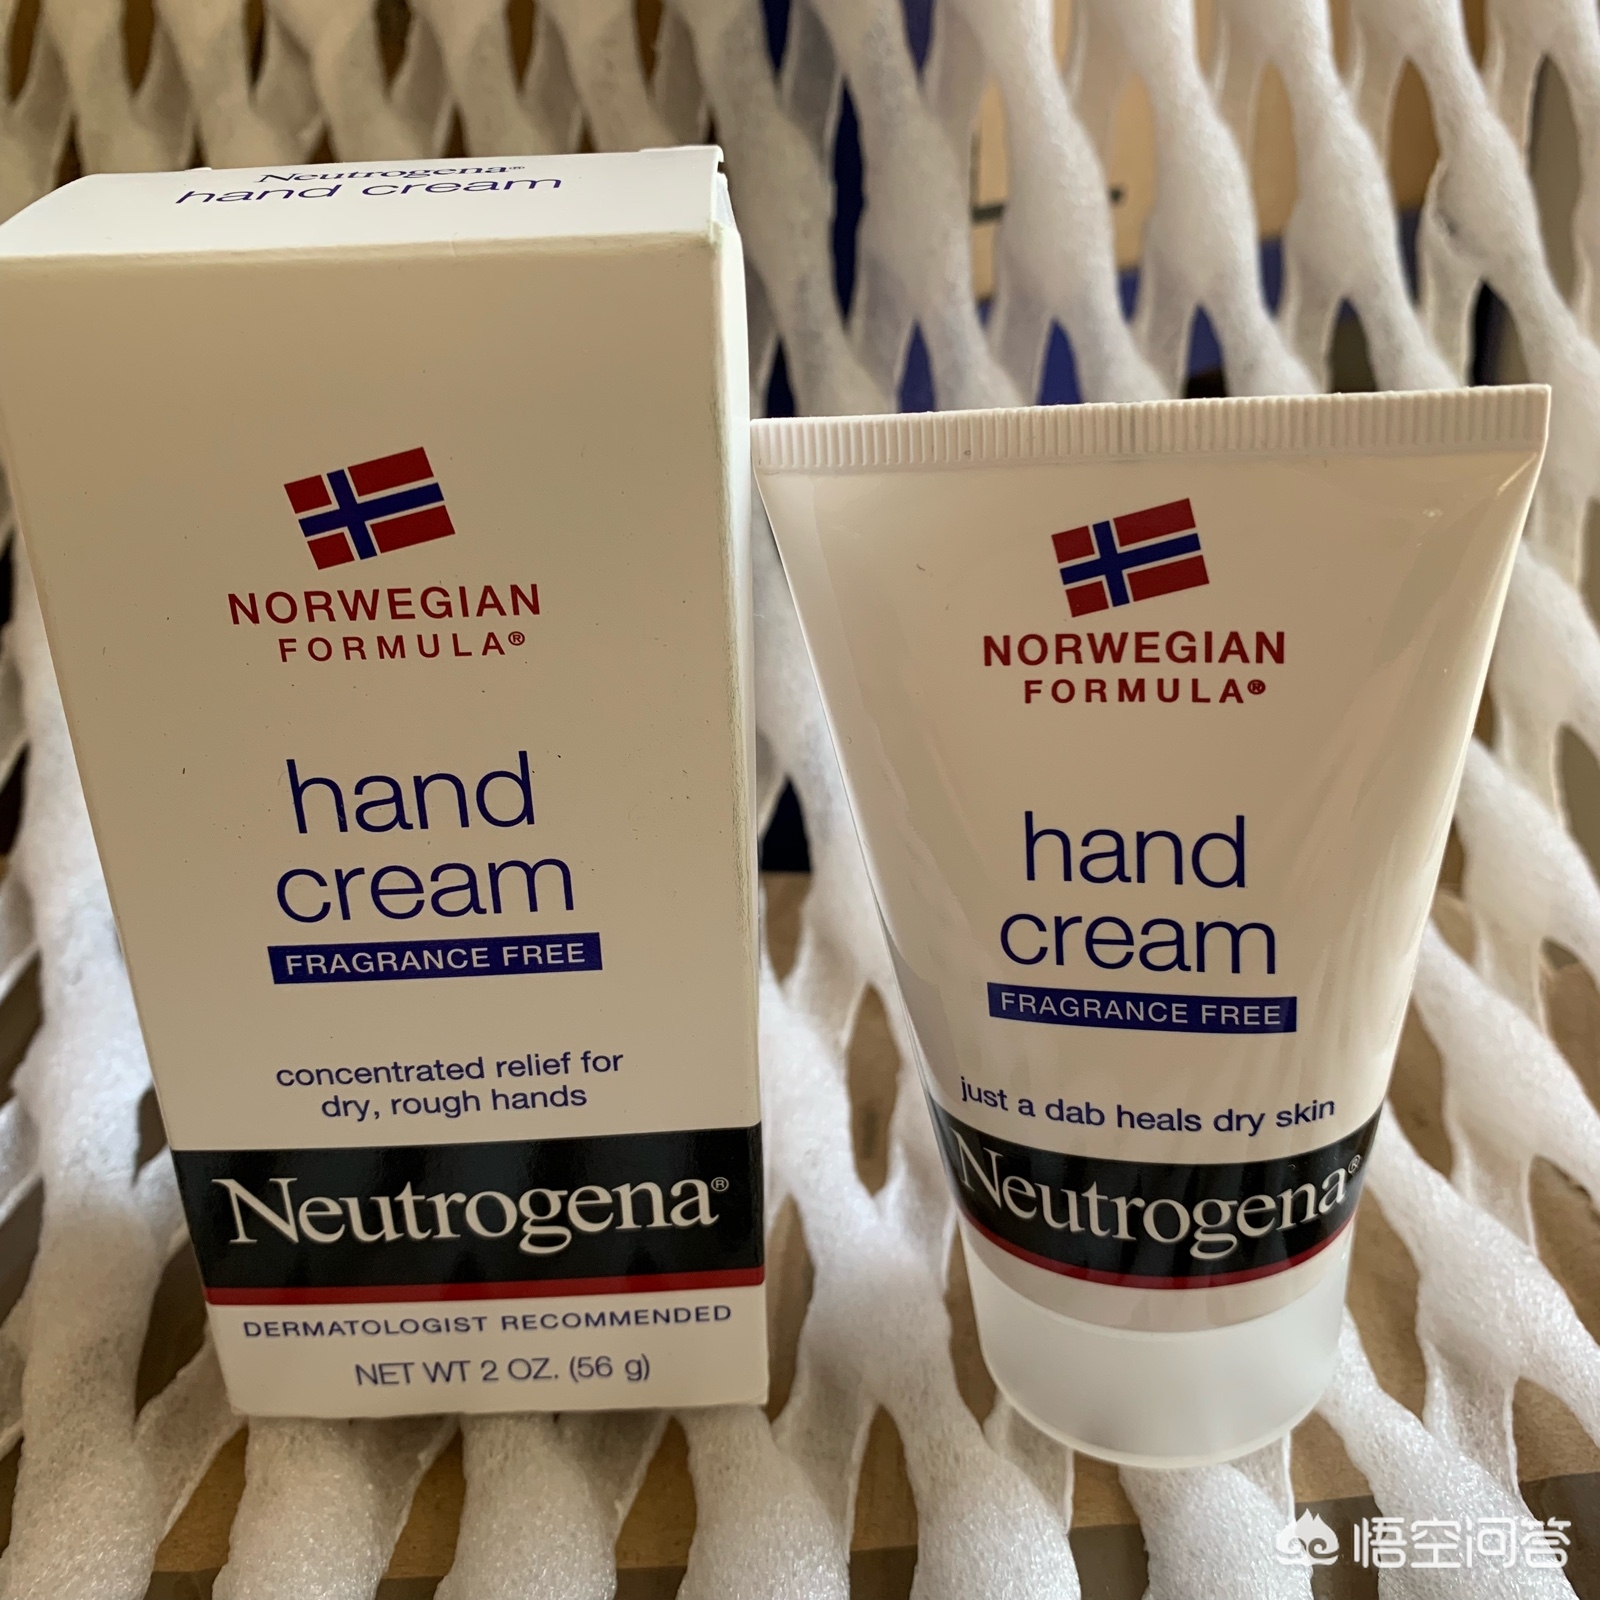 Neutrogena®
hand cream
NORWEGIAN
FORMULA®
hand
cream
FRAGRANCE FREE
concentrated relief for
dry, rough hands
Neutrogena®
DERMATOLOGIST RECOMMENDED
NET WT 2 OZ. (56 g)
NORWEGIAN
FORMULA®
hand
cream
FRAGRANCE FREE
just a dab heals dry skin
Neutrogena®
悟空问答